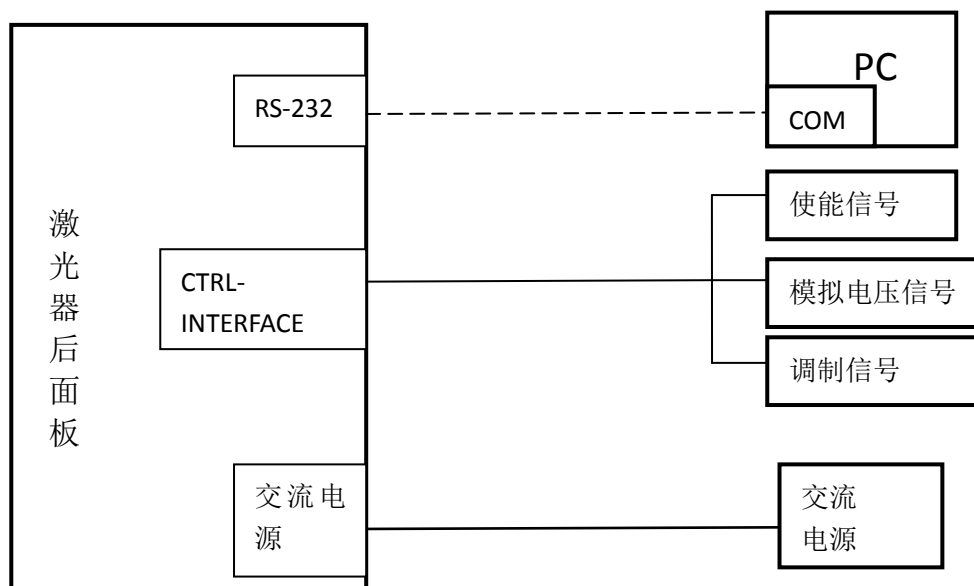 激
光
器
后
面
板
RS-232
CTRL-
INTERFACE
交流电
源
PC
COM
使能信号
模拟电压信号
调制信号
交流
电源